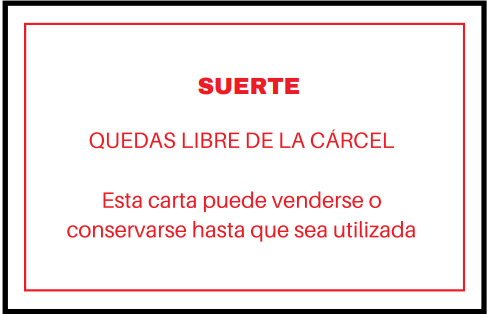 SUERTE
QUEDAS LIBRE DE LA CÁRCEL
Esta carta puede venderse o
conservarse hasta que sea utilizada